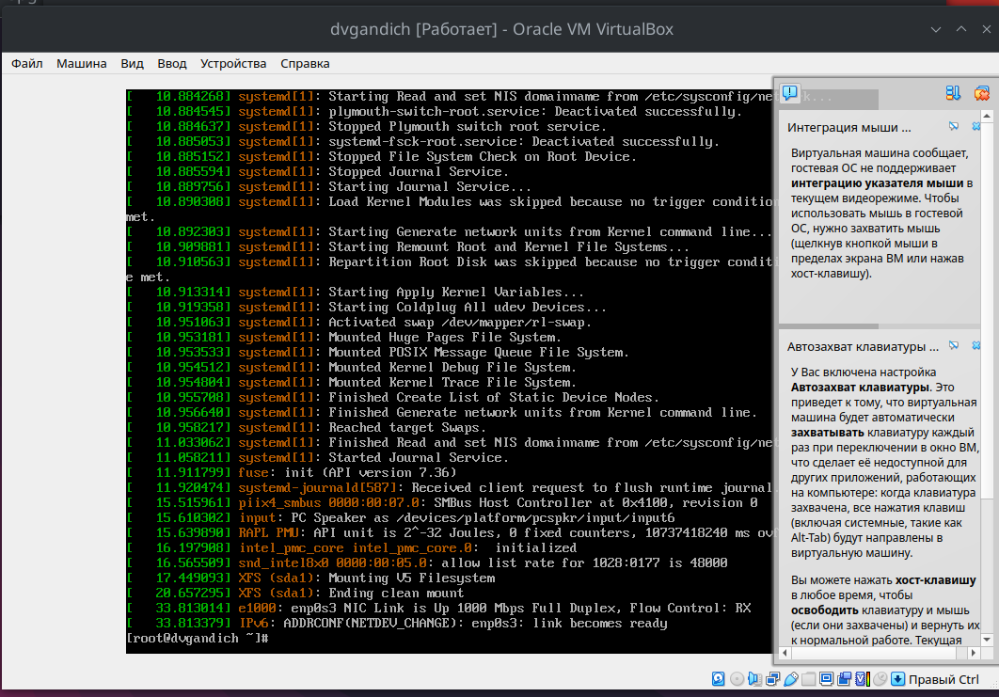 dvgandich [Работает] - Oracle VM VirtualBox
Файл Машина Вид Ввод Устройства Справка
[   10.884268] systemd[1]: Starting Read and set NIS domainname from /etc/sysconfig/network...
[   10.884545] systemd[1]: plymouth-switch-root.service: Deactivated successfully.
[   10.884637] systemd[1]: Stopped Plymouth switch root service.
[   10.885053] systemd[1]: systemd-fsck-root.service: Deactivated successfully.
[   10.885152] systemd[1]: Stopped File System Check on Root Device.
[   10.885594] systemd[1]: Stopped Journal Service.
[   10.889756] systemd[1]: Starting Journal Service...
[   10.890308] systemd[1]: Load Kernel Modules was skipped because no trigger condition
met.
[   10.892303] systemd[1]: Starting Generate network units from Kernel command line...
[   10.909881] systemd[1]: Starting Remount Root and Kernel File Systems...
[   10.910563] systemd[1]: Repartition Root Disk was skipped because no trigger conditi
e met.
[   10.913314] systemd[1]: Starting Apply Kernel Variables...
[   10.919358] systemd[1]: Starting Coldplug All udev Devices...
[   10.951063] systemd[1]: Activated swap /dev/mapper/rl-swap.
[   10.953181] systemd[1]: Mounted Huge Pages File System.
[   10.953533] systemd[1]: Mounted POSIX Message Queue File System.
[   10.954512] systemd[1]: Mounted Kernel Debug File System.
[   10.954804] systemd[1]: Mounted Kernel Trace File System.
[   10.955708] systemd[1]: Finished Create List of Static Device Nodes.
[   10.956640] systemd[1]: Finished Generate network units from Kernel command line.
[   10.958217] systemd[1]: Reached target Swaps.
[   11.033062] systemd[1]: Finished Read and set NIS domainname from /etc/sysconfig/net
[   11.058211] systemd[1]: Started Journal Service.
[   11.911799] fuse: init (API version 7.36)
[   11.920474] systemd-journald[587]: Received client request to flush runtime journal.
[   15.515961] piix4_smbus 0000:00:07.0: SMBus Host Controller at 0x4100, revision 0
[   15.610302] input: PC Speaker as /devices/platform/pcspkr/input/input6
[   15.639890] RAPL PMU: API unit is 2^-32 Joules, 0 fixed counters, 10737418240 ms ov
[   16.197908] intel_pmc_core intel_pmc_core.0:  initialized
[   16.565509] snd_intel8x0 0000:00:05.0: allow list rate for 1028:0177 is 48000
[   17.449093] XFS (sda1): Mounting V5 Filesystem
[   20.657295] XFS (sda1): Ending clean mount
[   33.813014] e1000: enp0s3 NIC Link is Up 1000 Mbps Full Duplex, Flow Control: RX
[   33.813379] IPv6: ADDRCONF(NETDEV_CHANGE): enp0s3: link becomes ready
[root@dvgandich ~]#
Интеграция мыши ...
Виртуальная машина сообщает,
гостевая ОС не поддерживает
интеграцию указателя мыши в
текущем видеорежиме. Чтобы
использовать мышь в гостевой
ОС, нужно захватить мышь
(щелкнув кнопкой мыши в
пределах экрана ВМ или нажав
хост-клавишу).
Автозахват клавиатуры ...
У Вас включена настройка
Автозахват клавиатуры. Это
приведет к тому, что виртуальная
машина будет автоматически
захватывать клавиатуру каждый
раз при переключении в окно ВМ,
что сделает её недоступной для
других приложений, работающих
на компьютере: когда клавиатура
захвачена, все нажатия клавиш
(включая системные, такие как
Alt-Tab) будут направлены в
виртуальную машину.
Вы можете нажать хост-клавишу
в любое время, чтобы
освободить клавиатуру и мышь
(если они захвачены) и вернуть их
к нормальной работе. Текущая
Правый Ctrl